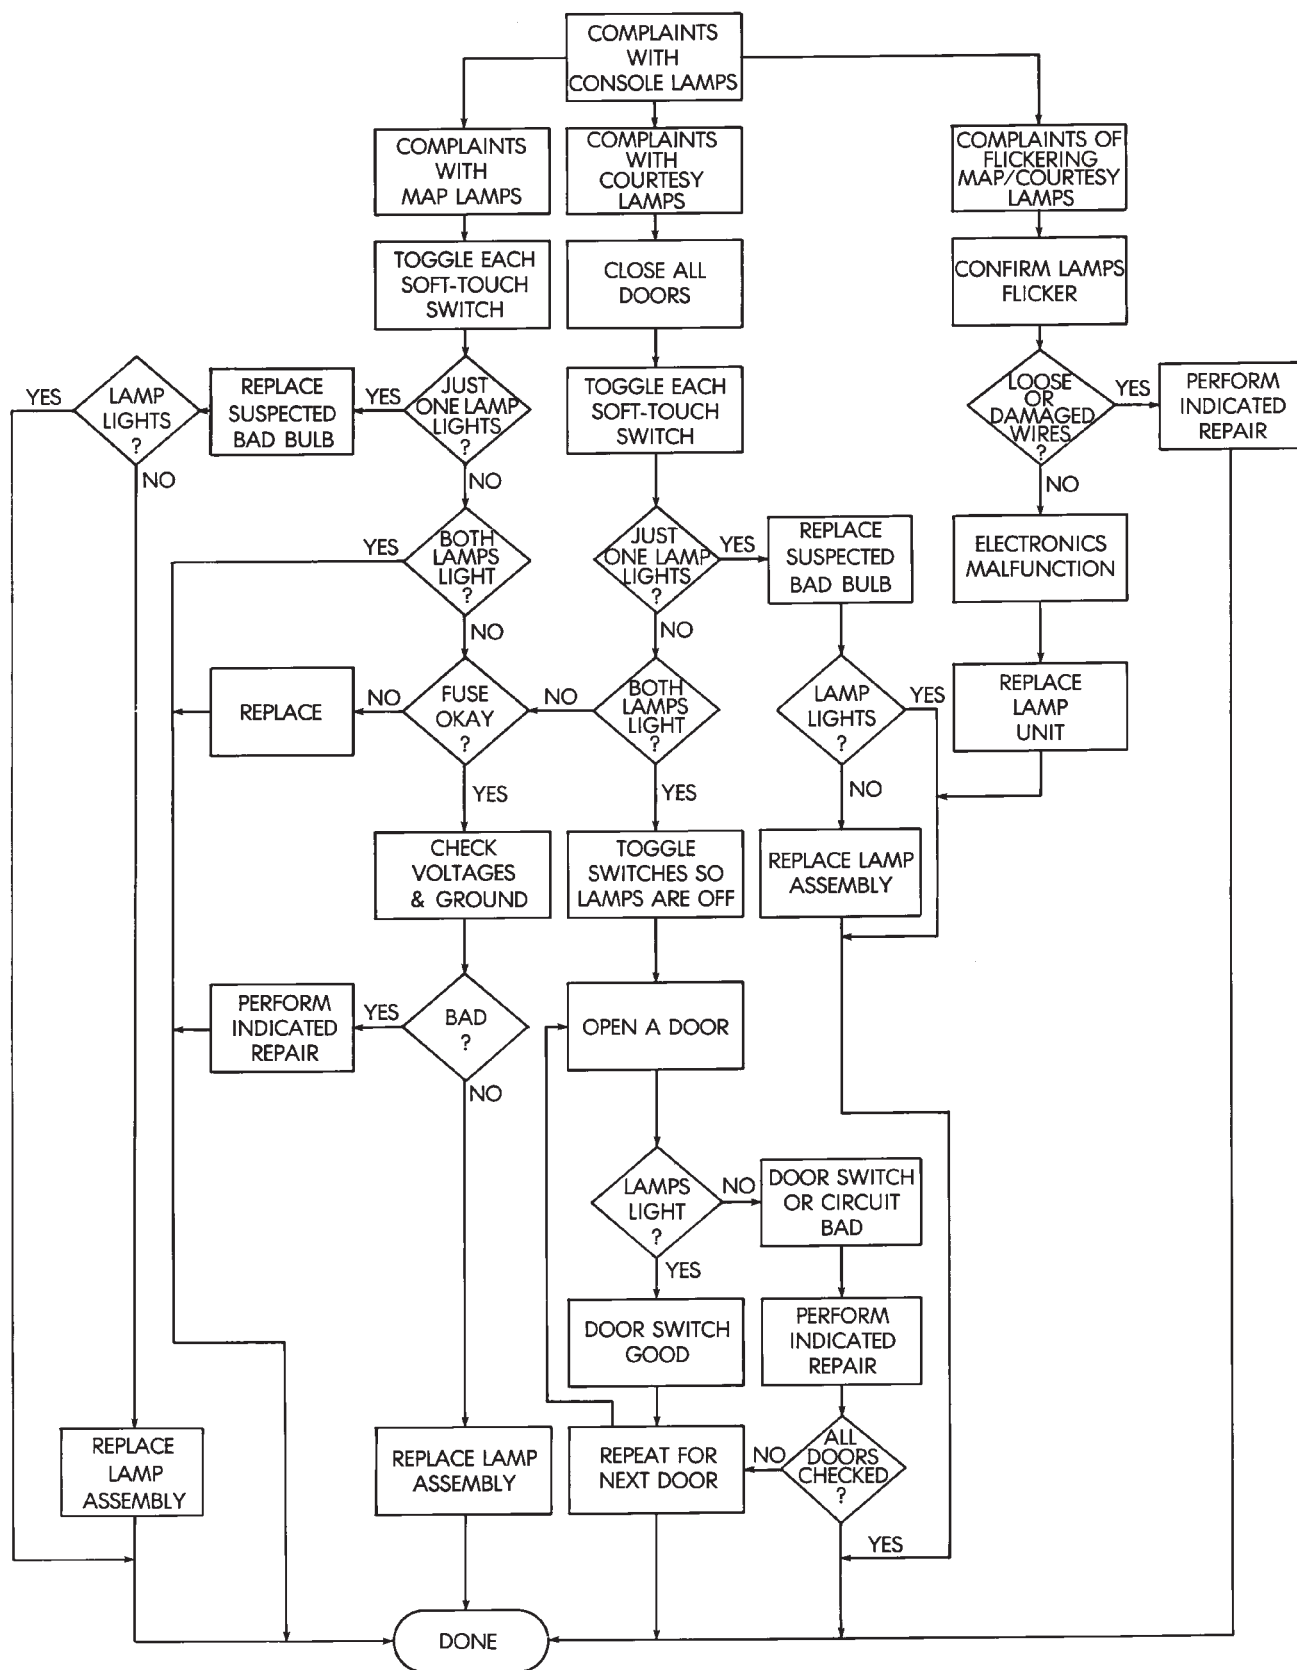 COMPLAINTS
WITH
CONSOLE LAMPS
COMPLAINTS
WITH
MAP LAMPS
COMPLAINTS
WITH
COURTESY
LAMPS
COMPLAINTS OF
FLICKERING
MAP/COURTESY
LAMPS
TOGGLE EACH
SOFT-TOUCH
SWITCH
CLOSE ALL
DOORS
CONFIRM LAMPS
FLICKER
YES
LAMP
LIGHTS
?
NO
REPLACE
SUSPECTED
BAD BULB
YES
JUST
ONE LAMP
LIGHTS
?
NO
TOGGLE EACH
SOFT-TOUCH
SWITCH
LOOSE
OR
DAMAGED
WIRES
?
NO
YES
PERFORM
INDICATED
REPAIR
YES
BOTH
LAMPS
LIGHT
?
NO
JUST
ONE LAMP
LIGHTS
?
NO
YES
REPLACE
SUSPECTED
BAD BULB
ELECTRONICS
MALFUNCTION
REPLACE
NO
FUSE
OKAY
?
YES
NO
BOTH
LAMPS
LIGHT
?
YES
LAMP
LIGHTS
?
NO
YES
REPLACE
LAMP
UNIT
CHECK
VOLTAGES
& GROUND
TOGGLE
SWITCHES SO
LAMPS ARE OFF
REPLACE LAMP
ASSEMBLY
PERFORM
INDICATED
REPAIR
YES
BAD
?
NO
OPEN A DOOR
LAMPS
LIGHT
?
YES
NO
DOOR SWITCH
OR CIRCUIT
BAD
DOOR SWITCH
GOOD
PERFORM
INDICATED
REPAIR
REPLACE
LAMP
ASSEMBLY
REPLACE LAMP
ASSEMBLY
REPEAT FOR
NEXT DOOR
NO
ALL
DOORS
CHECKED
?
YES
DONE